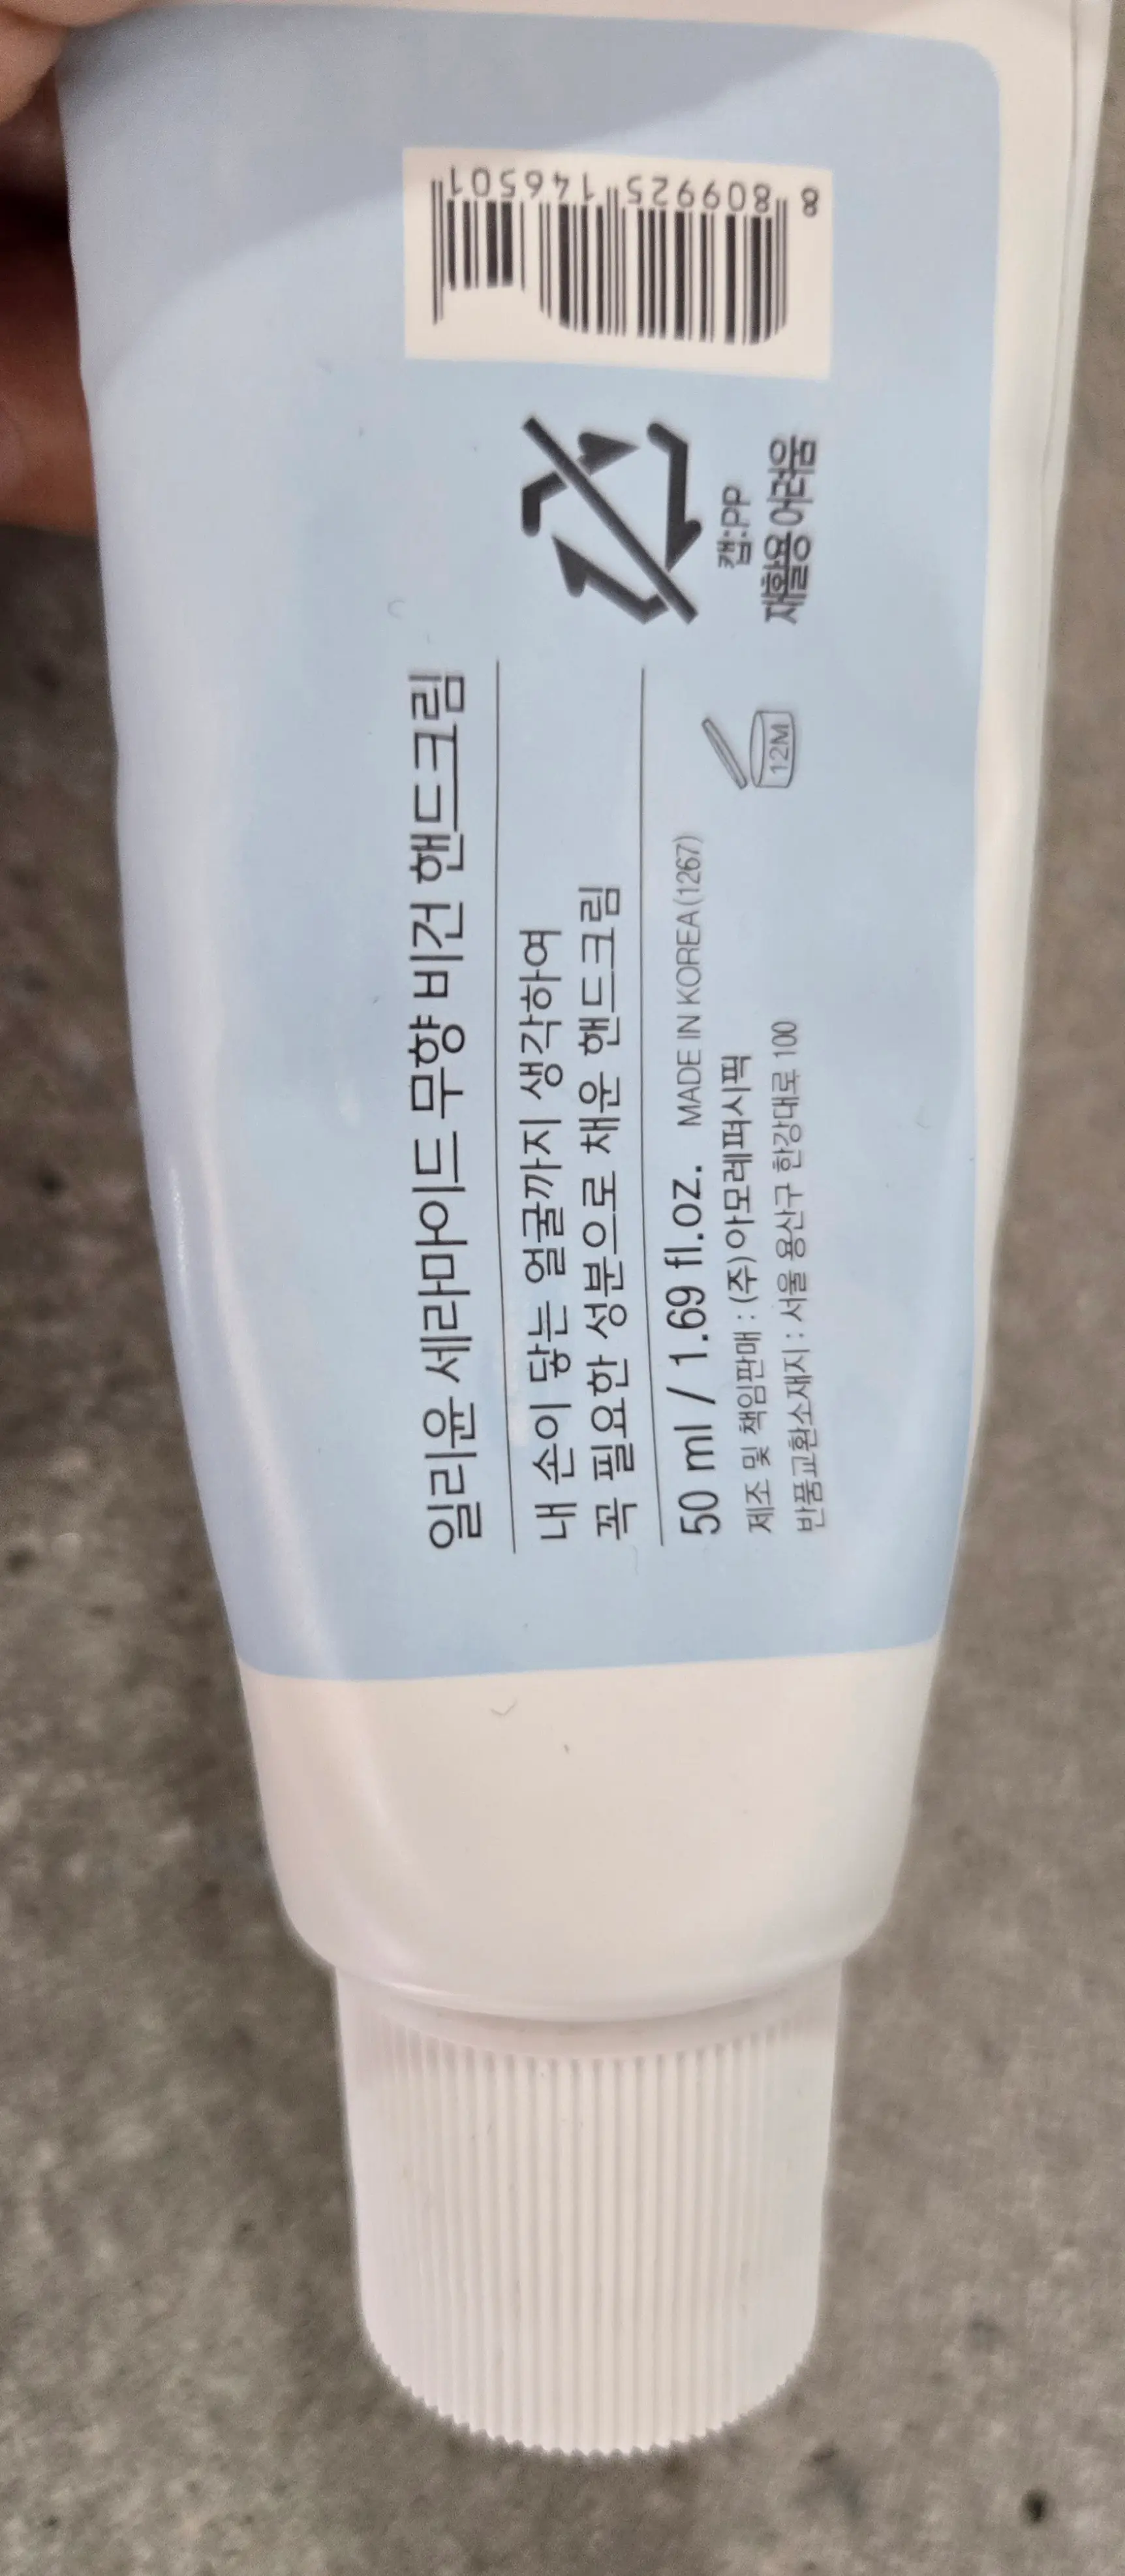 일리윤 세라마이드 무향 비건 핸드크림
내 손이 닿는 얼굴까지 생각하여
꼭 필요한 성분으로 채운 핸드크림
50 ml / 1.69 fl.oz. MADE IN KOREA(1267)
제조 및 책임판매 : (주)아모레퍼시픽
반품교환소재지 : 서울 용산구 한강대로 100
12M
캡:PP
재활용 어려움
8 809925 146501